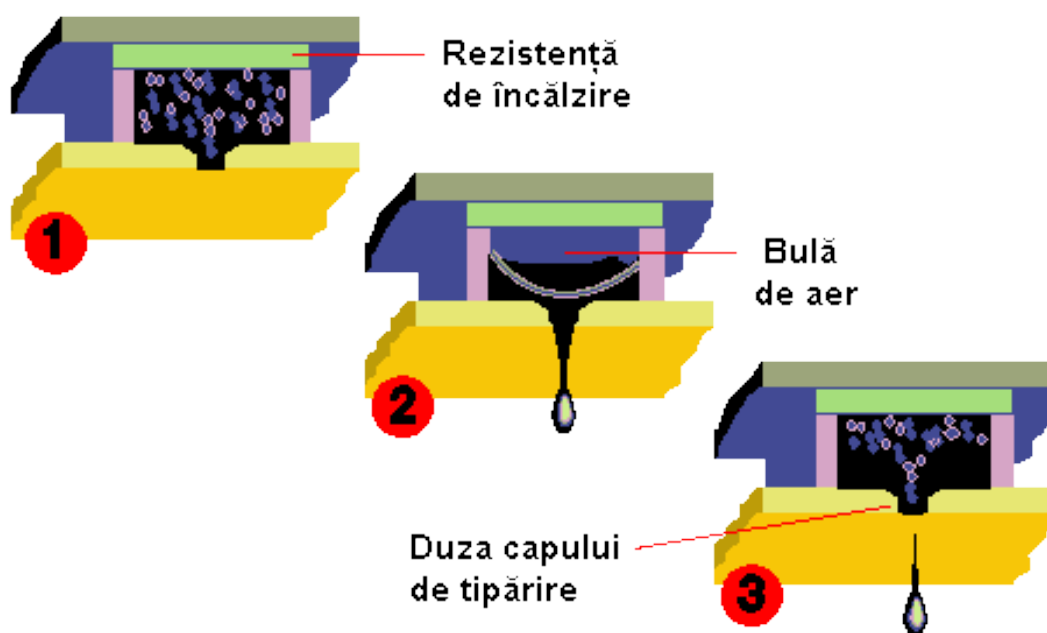 Rezistență
de încălzire
1
Bulă
de aer
2
Duza capului
de tipărire
3